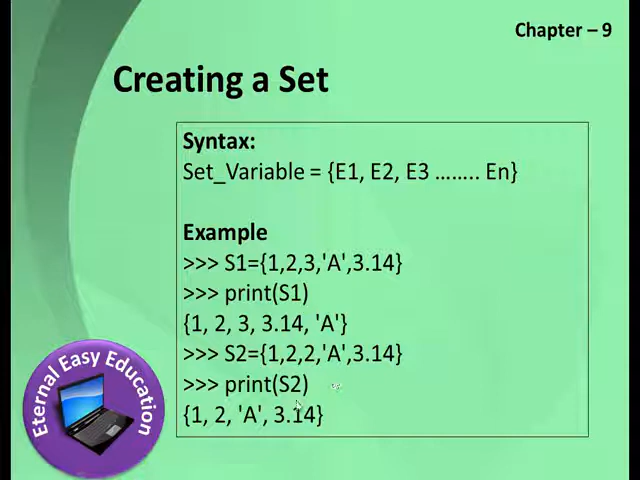 Chapter – 9
Creating a Set
Syntax:
Set_Variable = {E1, E2, E3 …….. En}
Example
>>> S1={1,2,3,'A',3.14}
>>> print(S1)
{1, 2, 3, 3.14, 'A'}
>>> S2={1,2,2,'A',3.14}
>>> print(S2)
{1, 2, 'A', 3.14}
Eternal Easy Education